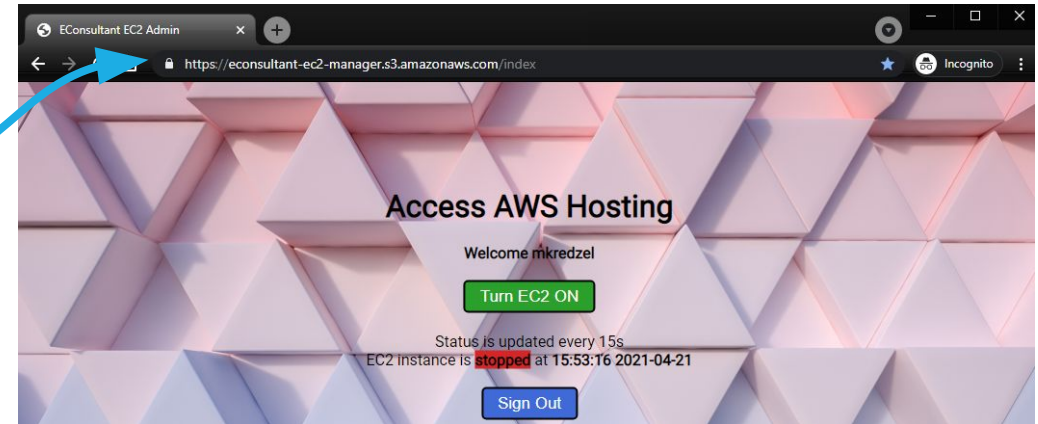 EConsultant EC2 Admin
https://econsultant-ec2-manager.s3.amazonaws.com/index
Incognito
Access AWS Hosting
Welcome mkredzel
Turn EC2 ON
Status is updated every 15s
EC2 instance is stopped at 15:53:16 2021-04-21
Sign Out